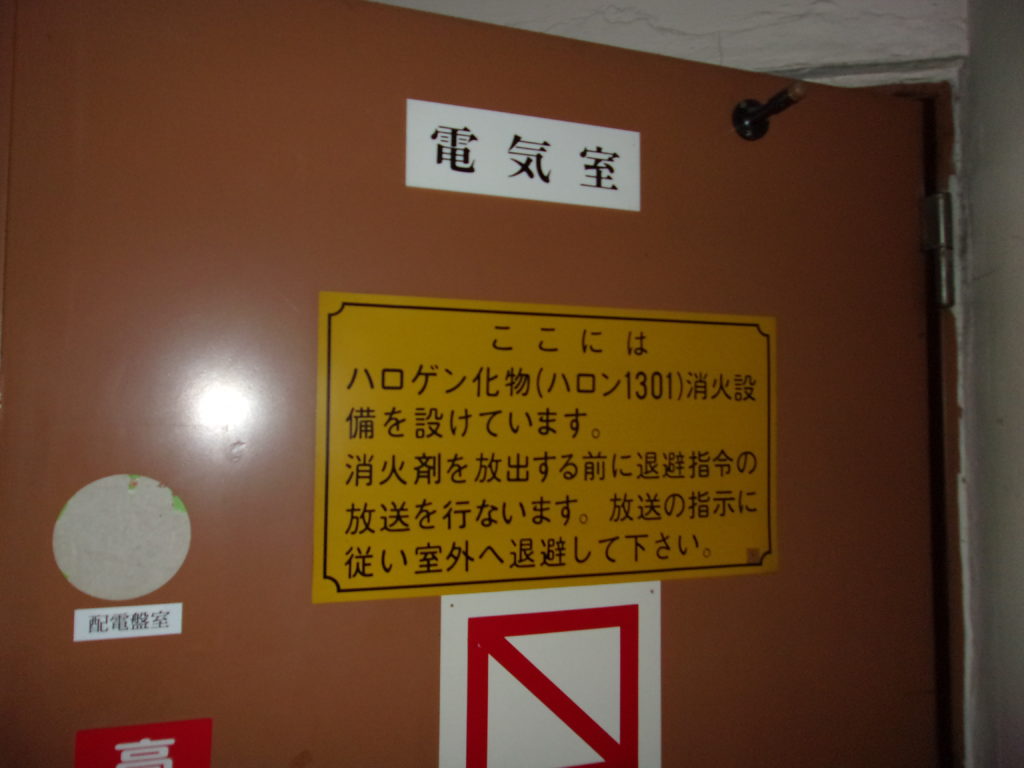 電気室
ここには
ハロゲン化物(ハロン1301)消火設
備を設けています。
消火剤を放出する前に退避指令の
放送を行ないます。放送の指示に
従い室外へ退避して下さい。
配電盤室
高